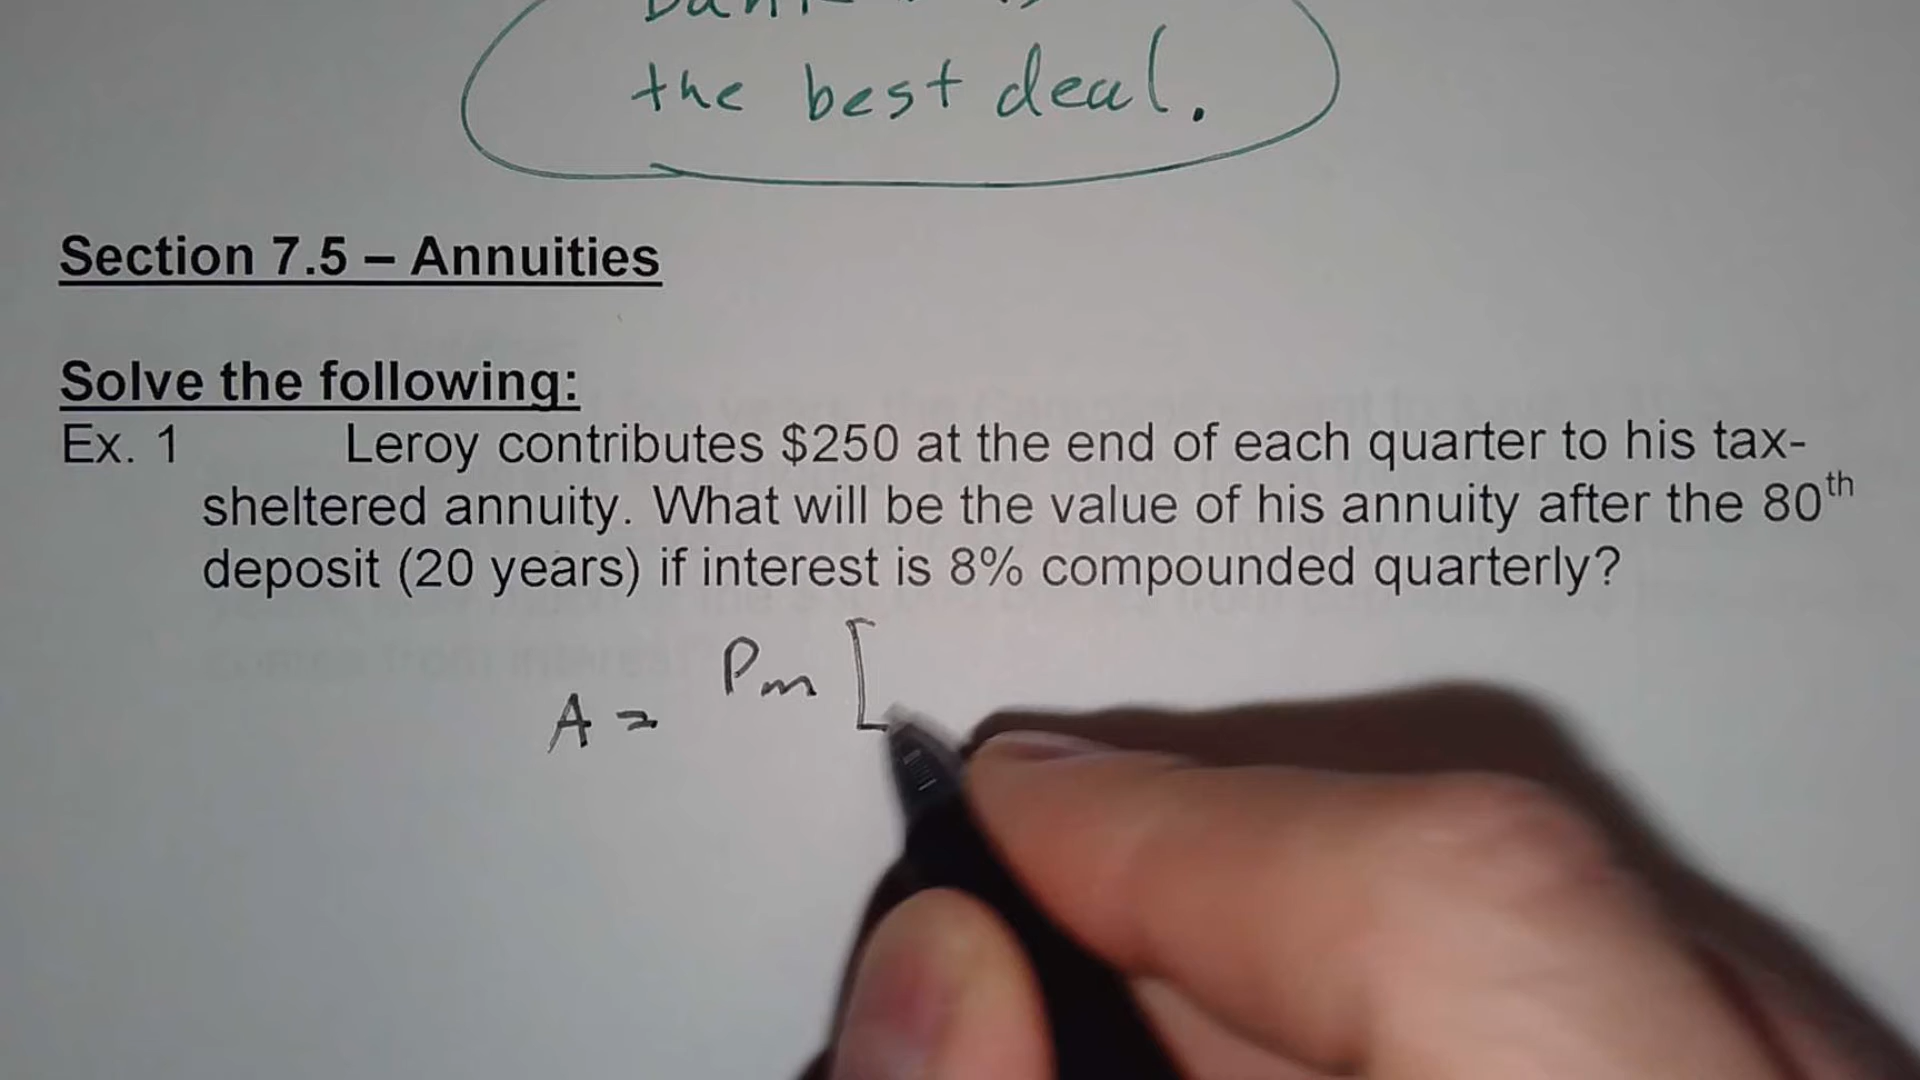 the best deal.
Section 7.5 – Annuities
Solve the following:
Ex. 1 Leroy contributes $250 at the end of each quarter to his tax-
sheltered annuity. What will be the value of his annuity after the 80th
deposit (20 years) if interest is 8% compounded quarterly?
A = Pm [